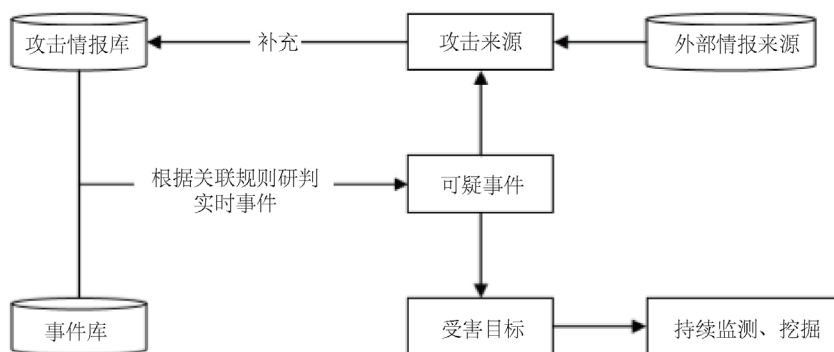 攻击情报库
补充
攻击来源
外部情报来源
根据关联规则研判
实时事件
可疑事件
事件库
受害目标
持续监测、挖掘